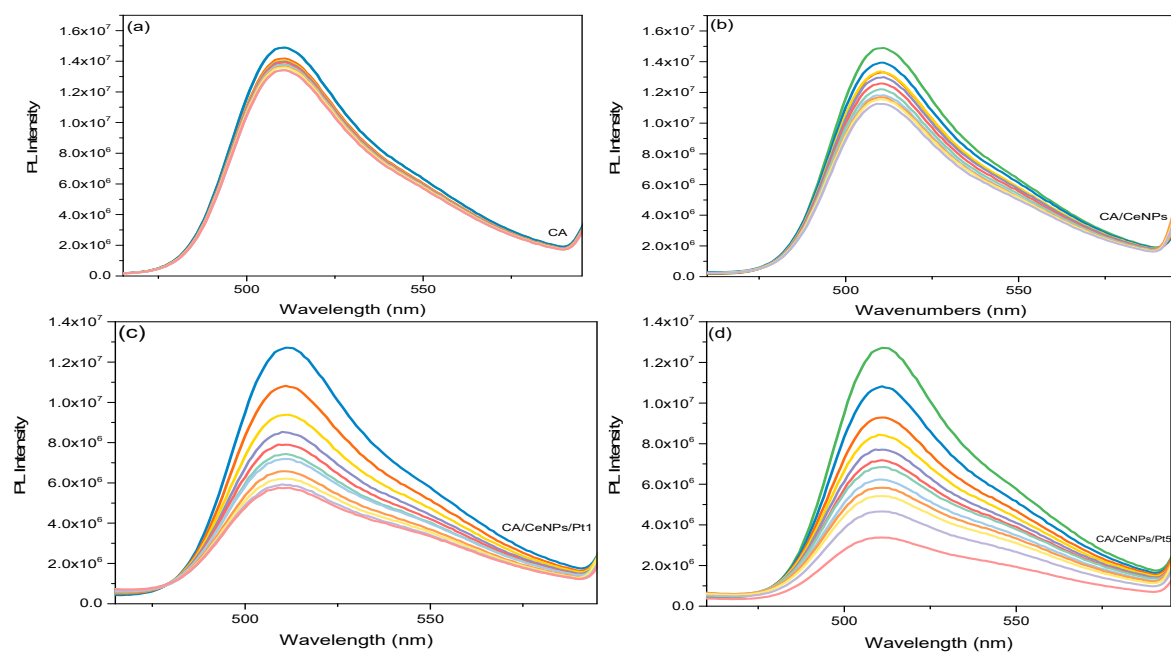 (a)
1.6x10⁷
1.4x10⁷
1.2x10⁷
1.0x10⁷
8.0x10⁶
6.0x10⁶
4.0x10⁶
2.0x10⁶
0.0
PL Intensity
CA
500
550
Wavelength (nm)
(b)
1.6x10⁷
1.4x10⁷
1.2x10⁷
1.0x10⁷
8.0x10⁶
6.0x10⁶
4.0x10⁶
2.0x10⁶
0.0
PL Intensity
CA/CeNPs
500
550
Wavenumbers (nm)
(c)
1.4x10⁷
1.2x10⁷
1.0x10⁷
8.0x10⁶
6.0x10⁶
4.0x10⁶
2.0x10⁶
0.0
PL Intensity
CA/CeNPs/Pt1
500
550
Wavelength (nm)
(d)
1.4x10⁷
1.2x10⁷
1.0x10⁷
8.0x10⁶
6.0x10⁶
4.0x10⁶
2.0x10⁶
0.0
PL Intensity
CA/CeNPs/Pt5
500
550
Wavelength (nm)